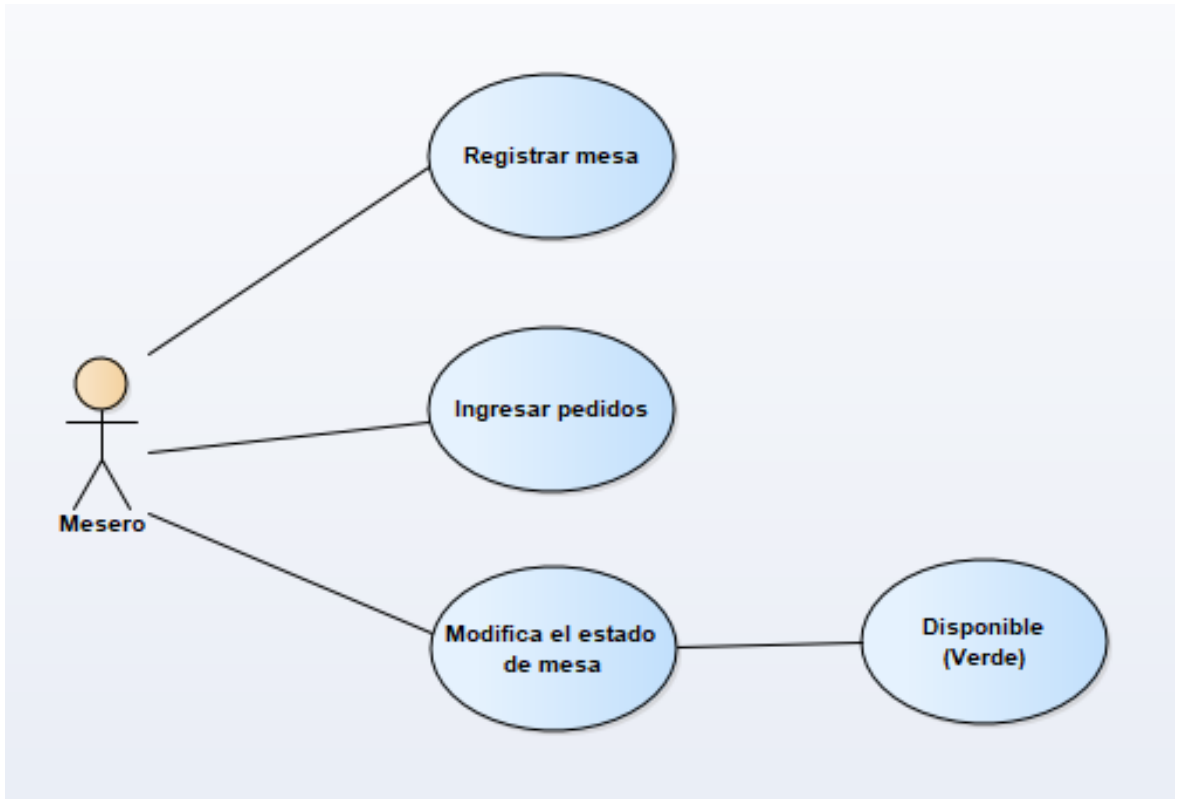 Registrar mesa
Ingresar pedidos
Mesero
Modifica el estado
de mesa
Disponible
(Verde)